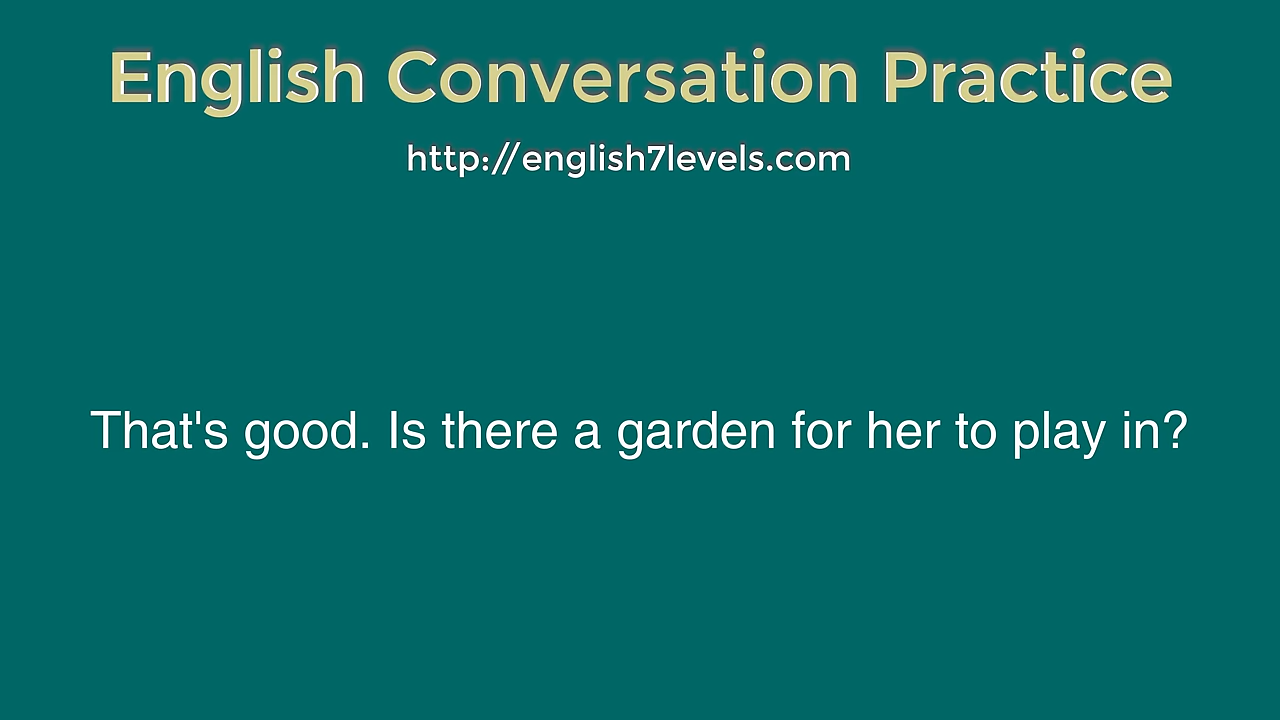 English Conversation Practice
http://english7levels.com
That's good. Is there a garden for her to play in?